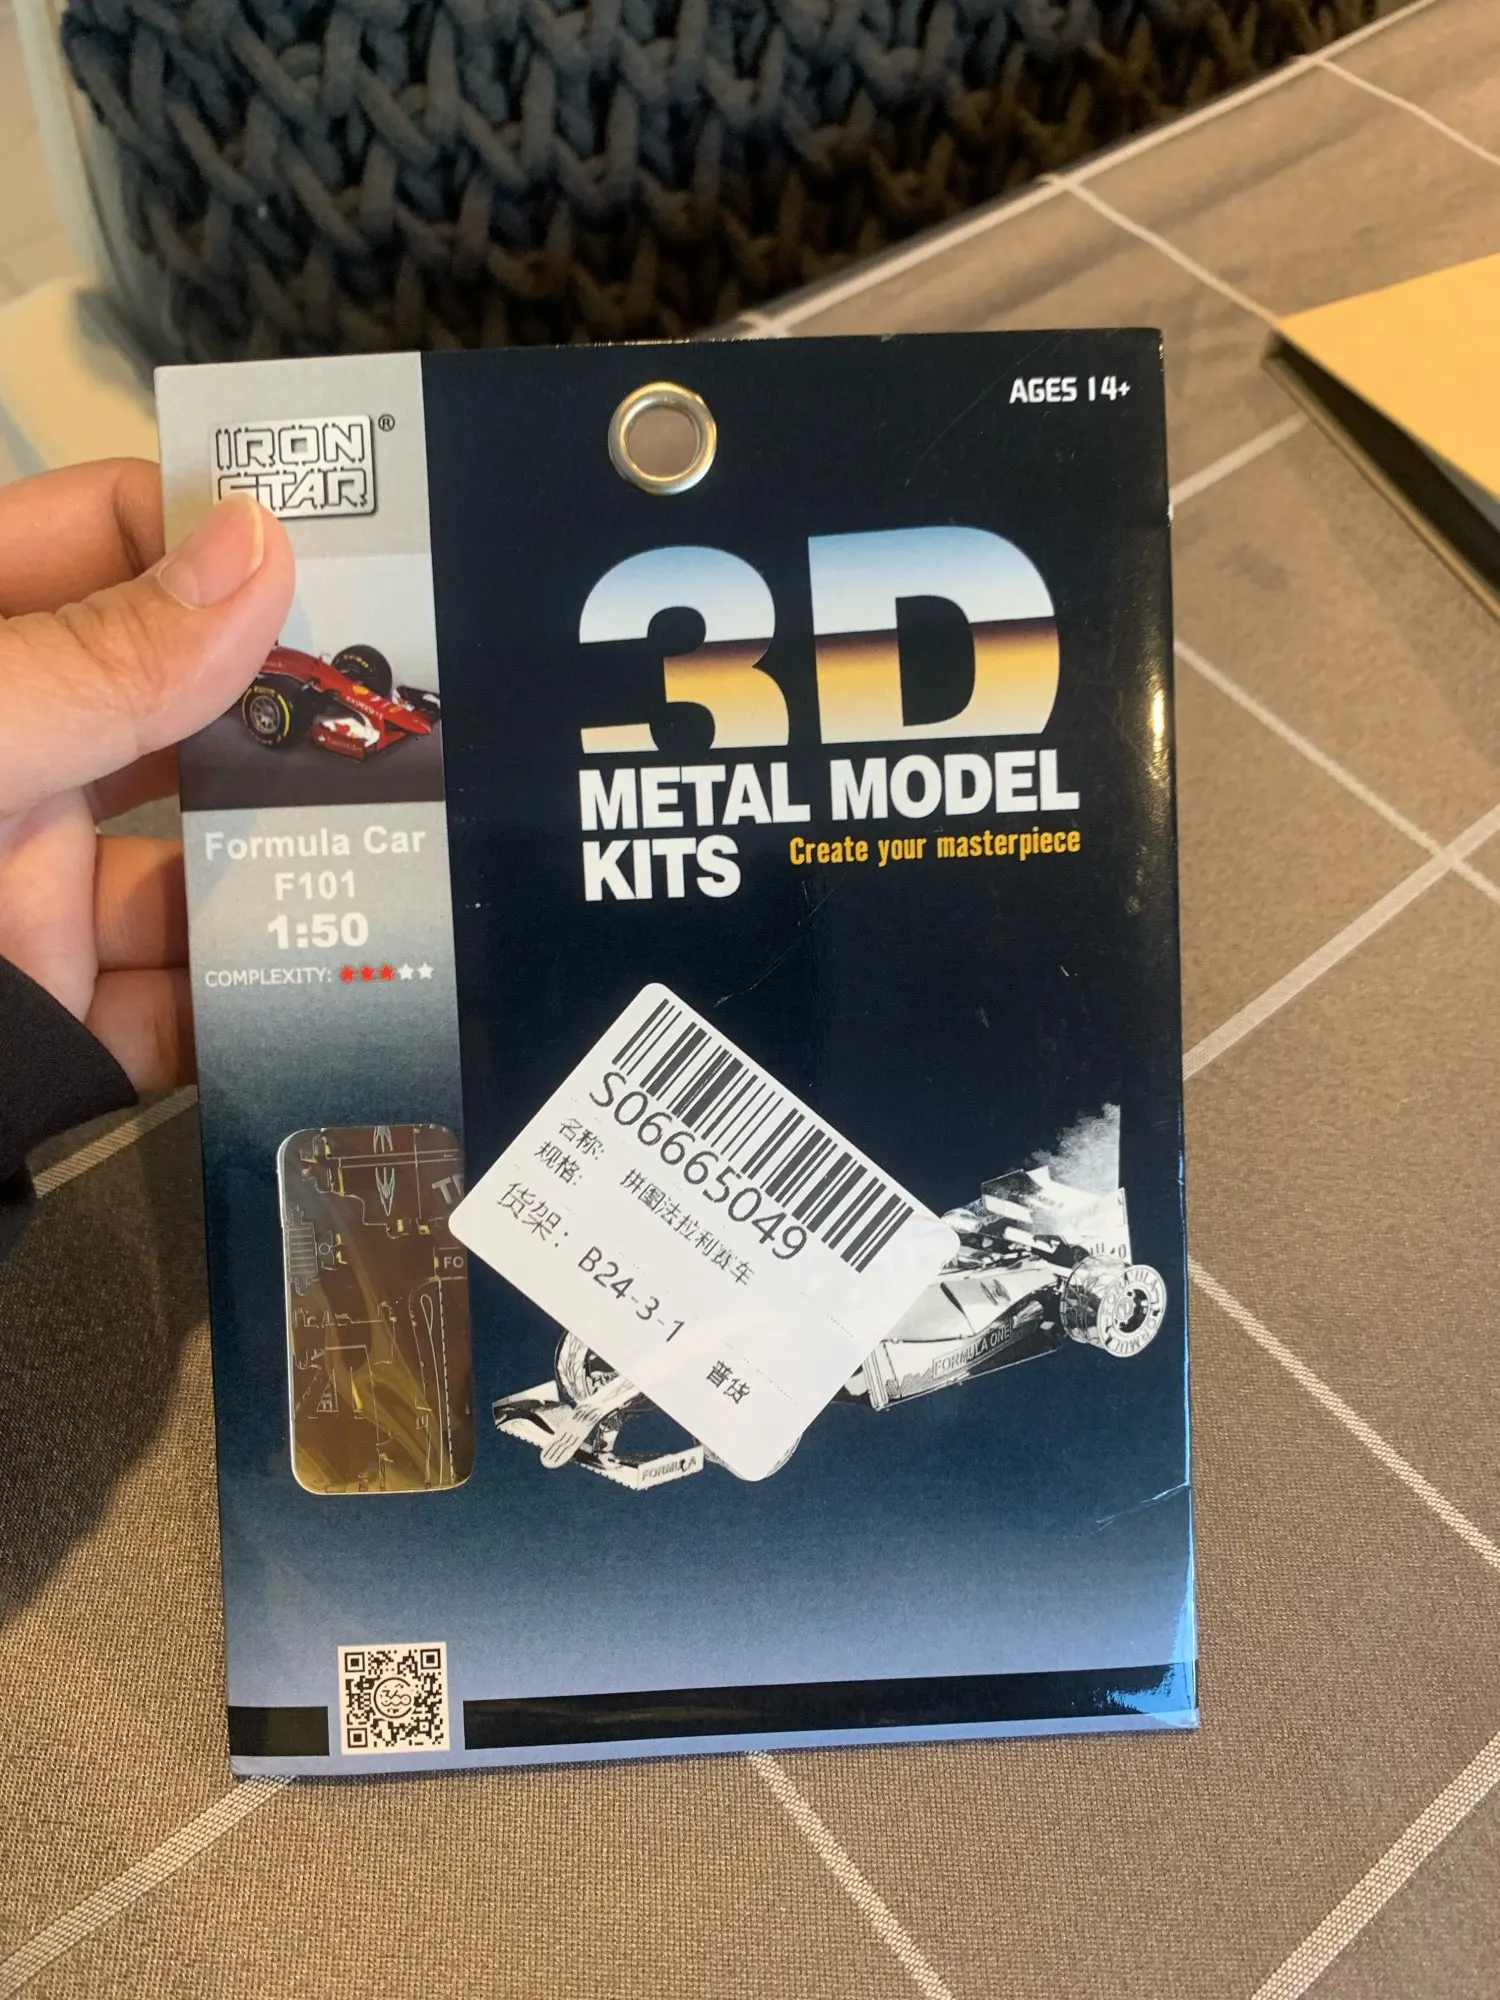 IRON
STAR®
AGES 14+
3D
METAL MODEL
KITS
Create your masterpiece
Formula Car
F101
1:50
COMPLEXITY:
S06665049
名称:
规格: 拼图法拉利赛车
货架: B24-3-1
普货
FO
FORMULA ONE
FORMULA
360